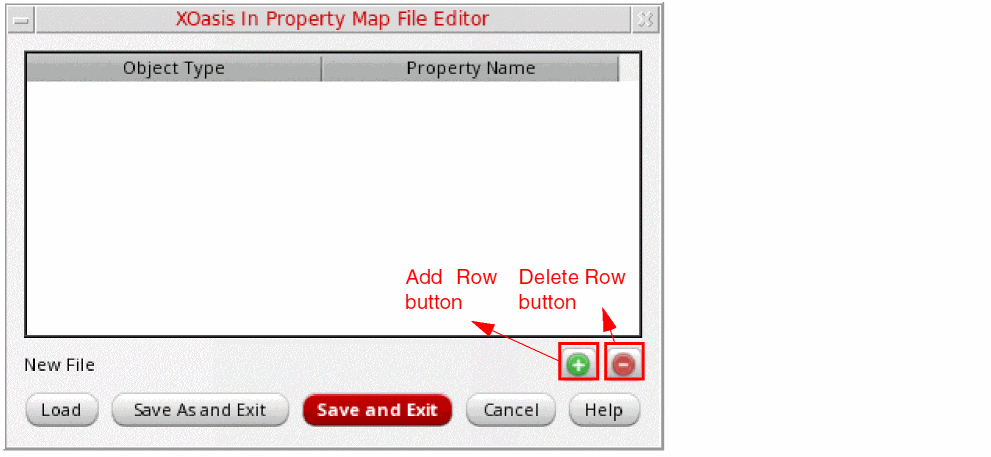 XOasis In Property Map File Editor
Object Type Property Name
Add Row button
Delete Row button
New File
Load Save As and Exit Save and Exit Cancel Help